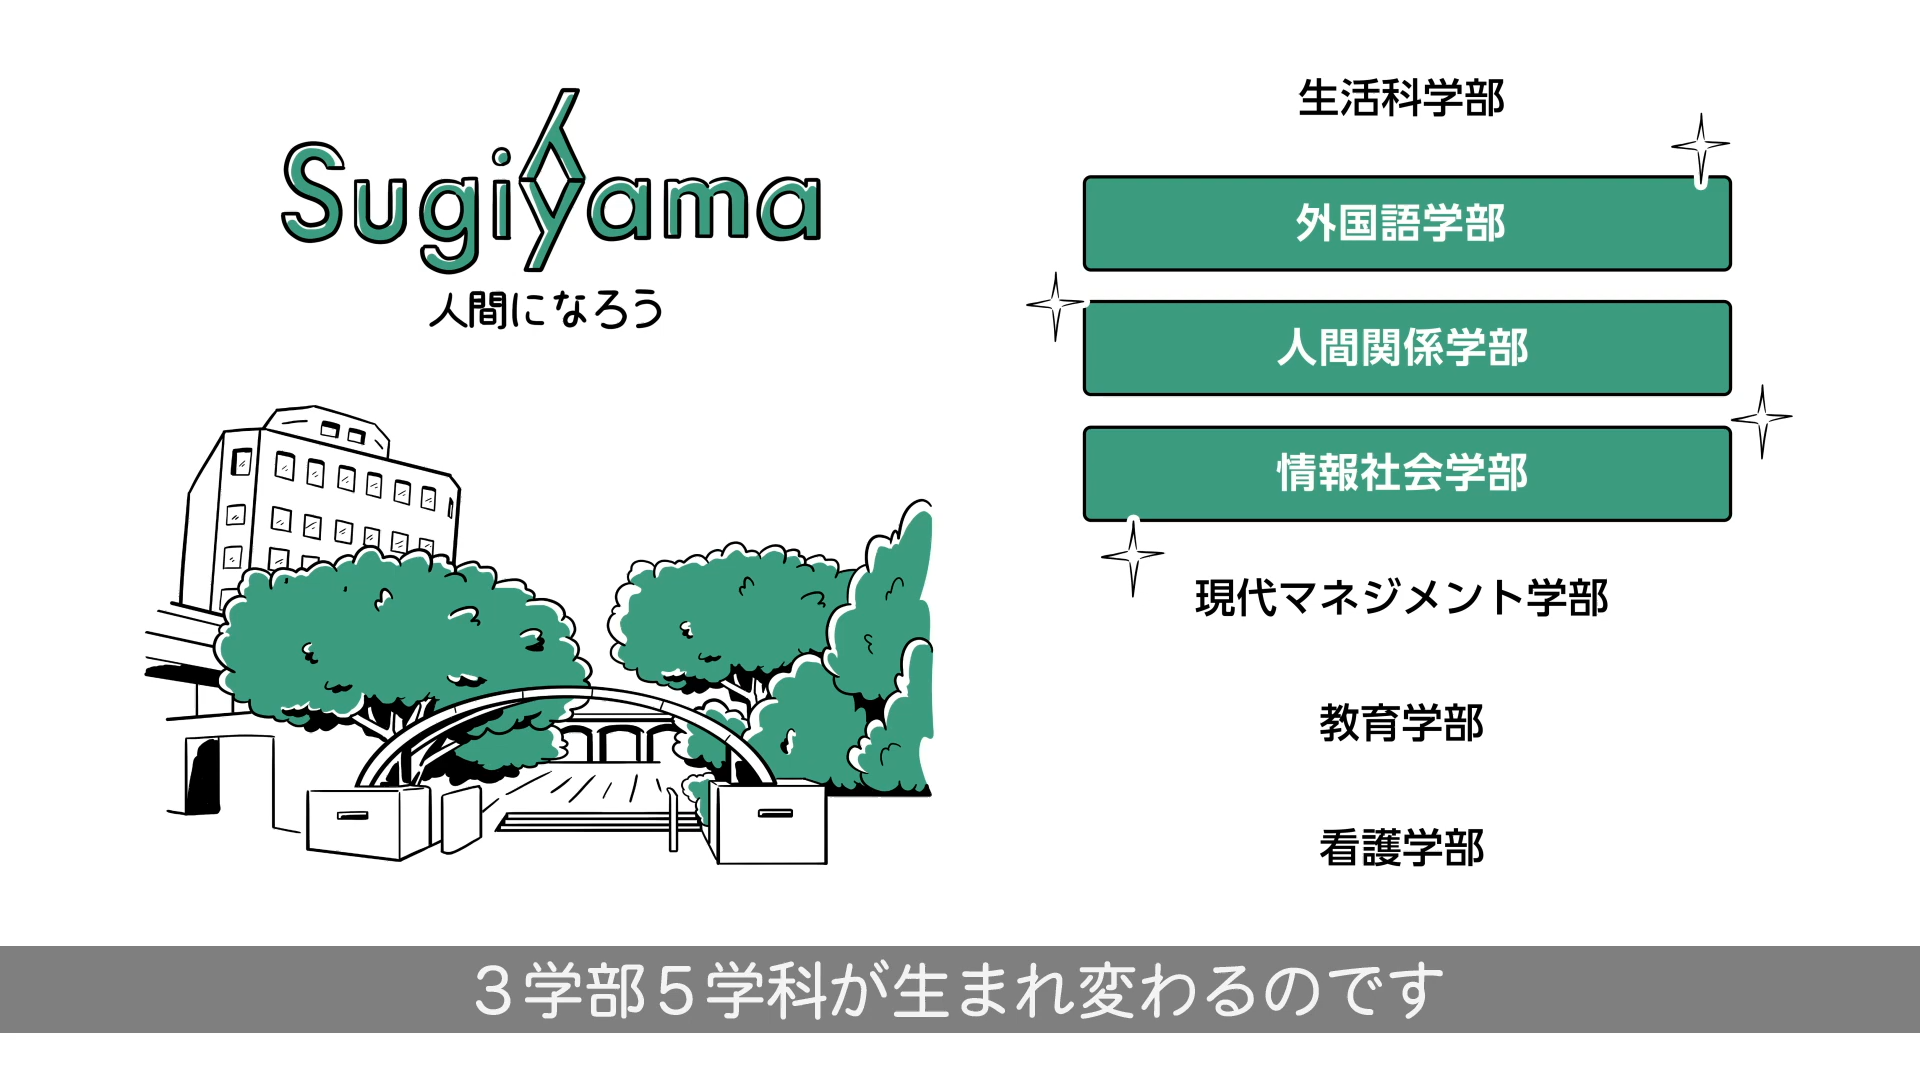 Sugiyama
人間になろう
生活科学部
外国語学部
人間関係学部
情報社会学部
現代マネジメント学部
教育学部
看護学部
3学部5学科が生まれ変わるのです